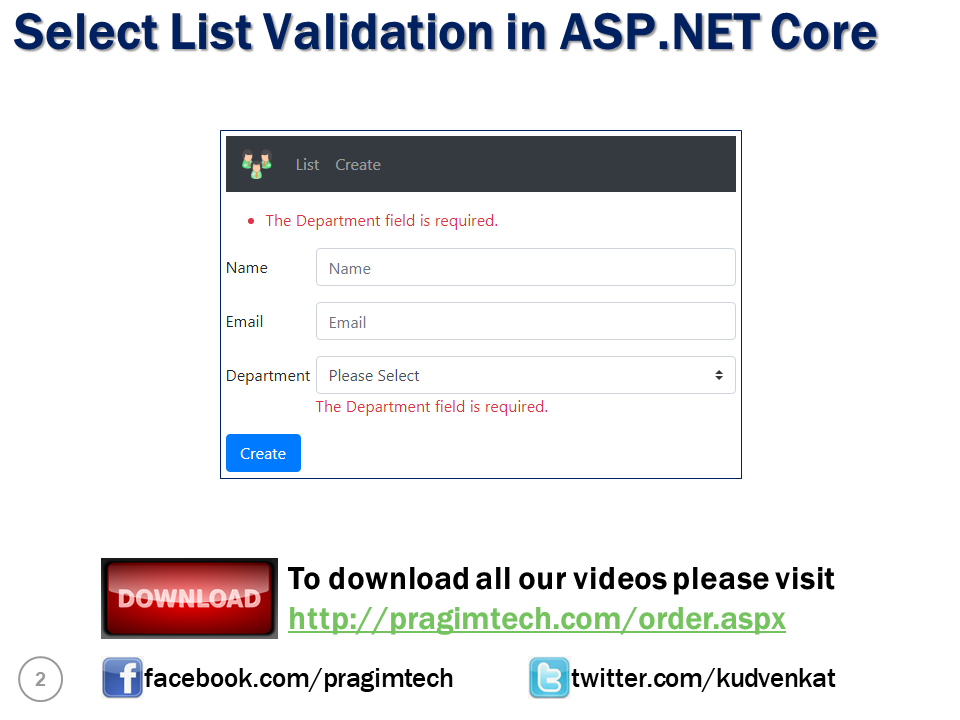 Select List Validation in ASP.NET Core
List Create
• The Department field is required.
Name Name
Email Email
Department Please Select
The Department field is required.
Create
DOWNLOAD
To download all our videos please visit
http://pragimtech.com/order.aspx
2 facebook.com/pragimtech twitter.com/kudvenkat